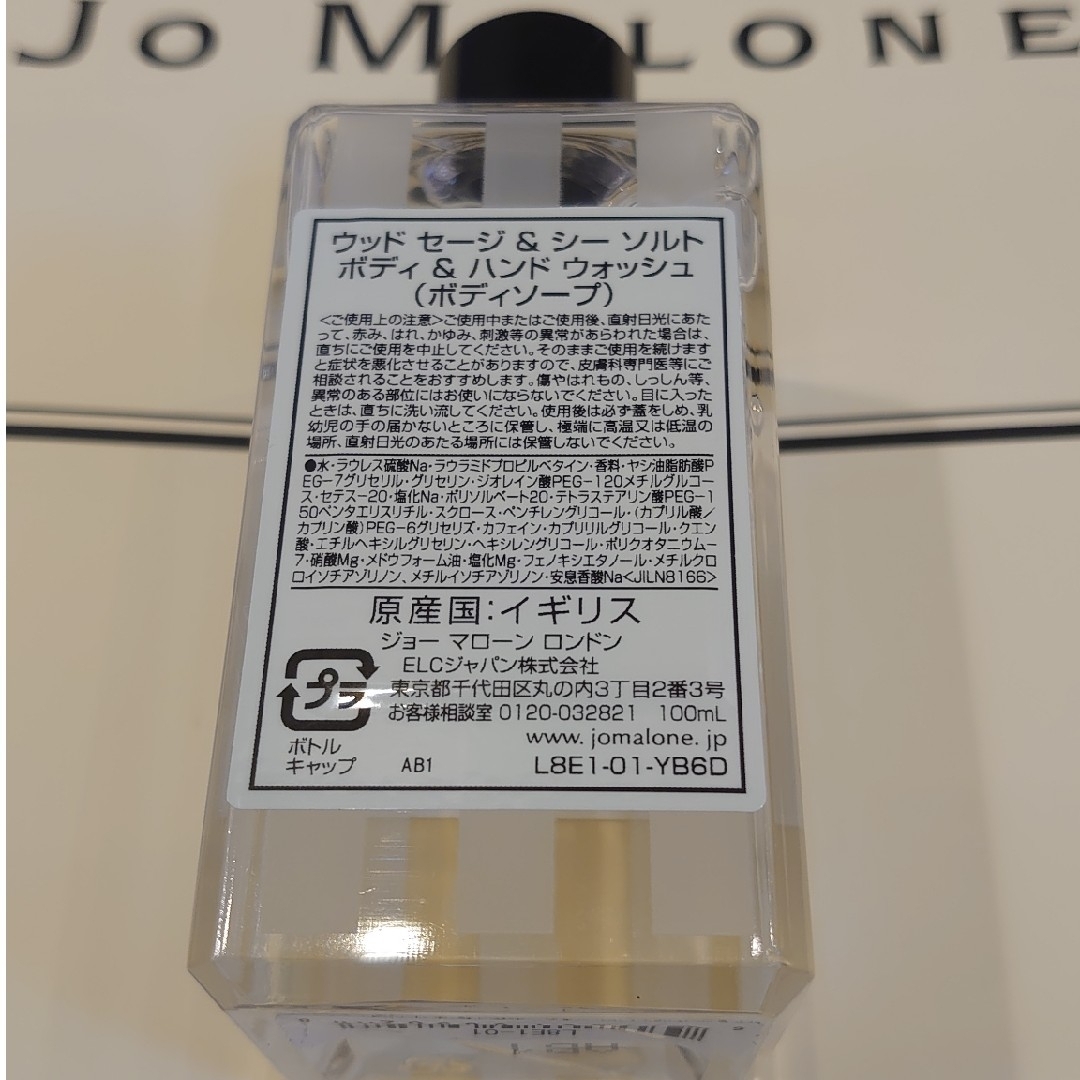 JO MALONE
ウッド セージ & シー ソルト
ボディ & ハンド ウォッシュ
(ボディソープ)
<ご使用上の注意>ご使用中またはご使用後、直射日光にあた
って、赤み、はれ、かゆみ、刺激等の異常があらわれた場合は、
直ちにご使用を中止してください。そのままご使用を続けます
と症状を悪化させることがありますので、皮膚科専門医等にご
相談されることをおすすめします。傷やはれもの、しっしん等、
異常のある部位にはお使いにならないでください。目に入った
ときは、直ちに洗い流してください。使用後は必ず蓋をしめ、乳
幼児の手の届かないところに保管し、極端に高温又は低温の
場所、直射日光のあたる場所には保管しないでください。
●水・ラウレス硫酸Na・ラウラミドプロピルベタイン・香料・ヤシ油脂肪酸P
EG-7グリセリル・グリセリン・ジオレイン酸PEG-120メチルグルコー
ス・セテス-20・塩化Na・ポリソルベート20・テトラステアリン酸PEG-1
50ペンタエリスリチル・スクロース・ペンチレングリコール・(カプリル酸/
カプリン酸)PEG-6グリセリズ・カフェイン・カプリリルグリコール・クエン
酸・エチルヘキシルグリセリン・ヘキシレングリコール・ポリクオタニウム-
7・硝酸Mg・メドウフォーム油・塩化Mg・フェノキシエタノール・メチルクロ
ロイソチアゾリノン、メチルイソチアゾリノン・安息香酸Na<JILN8166>
原産国:イギリス
ジョー マローン ロンドン
ELCジャパン株式会社
東京都千代田区丸の内3丁目2番3号
お客様相談室 0120-032821 100mL
www. jomalone. jp
プラ
ボトル
キャップ
AB1 L8E1-01-YB6D
L8E1-01
AB1